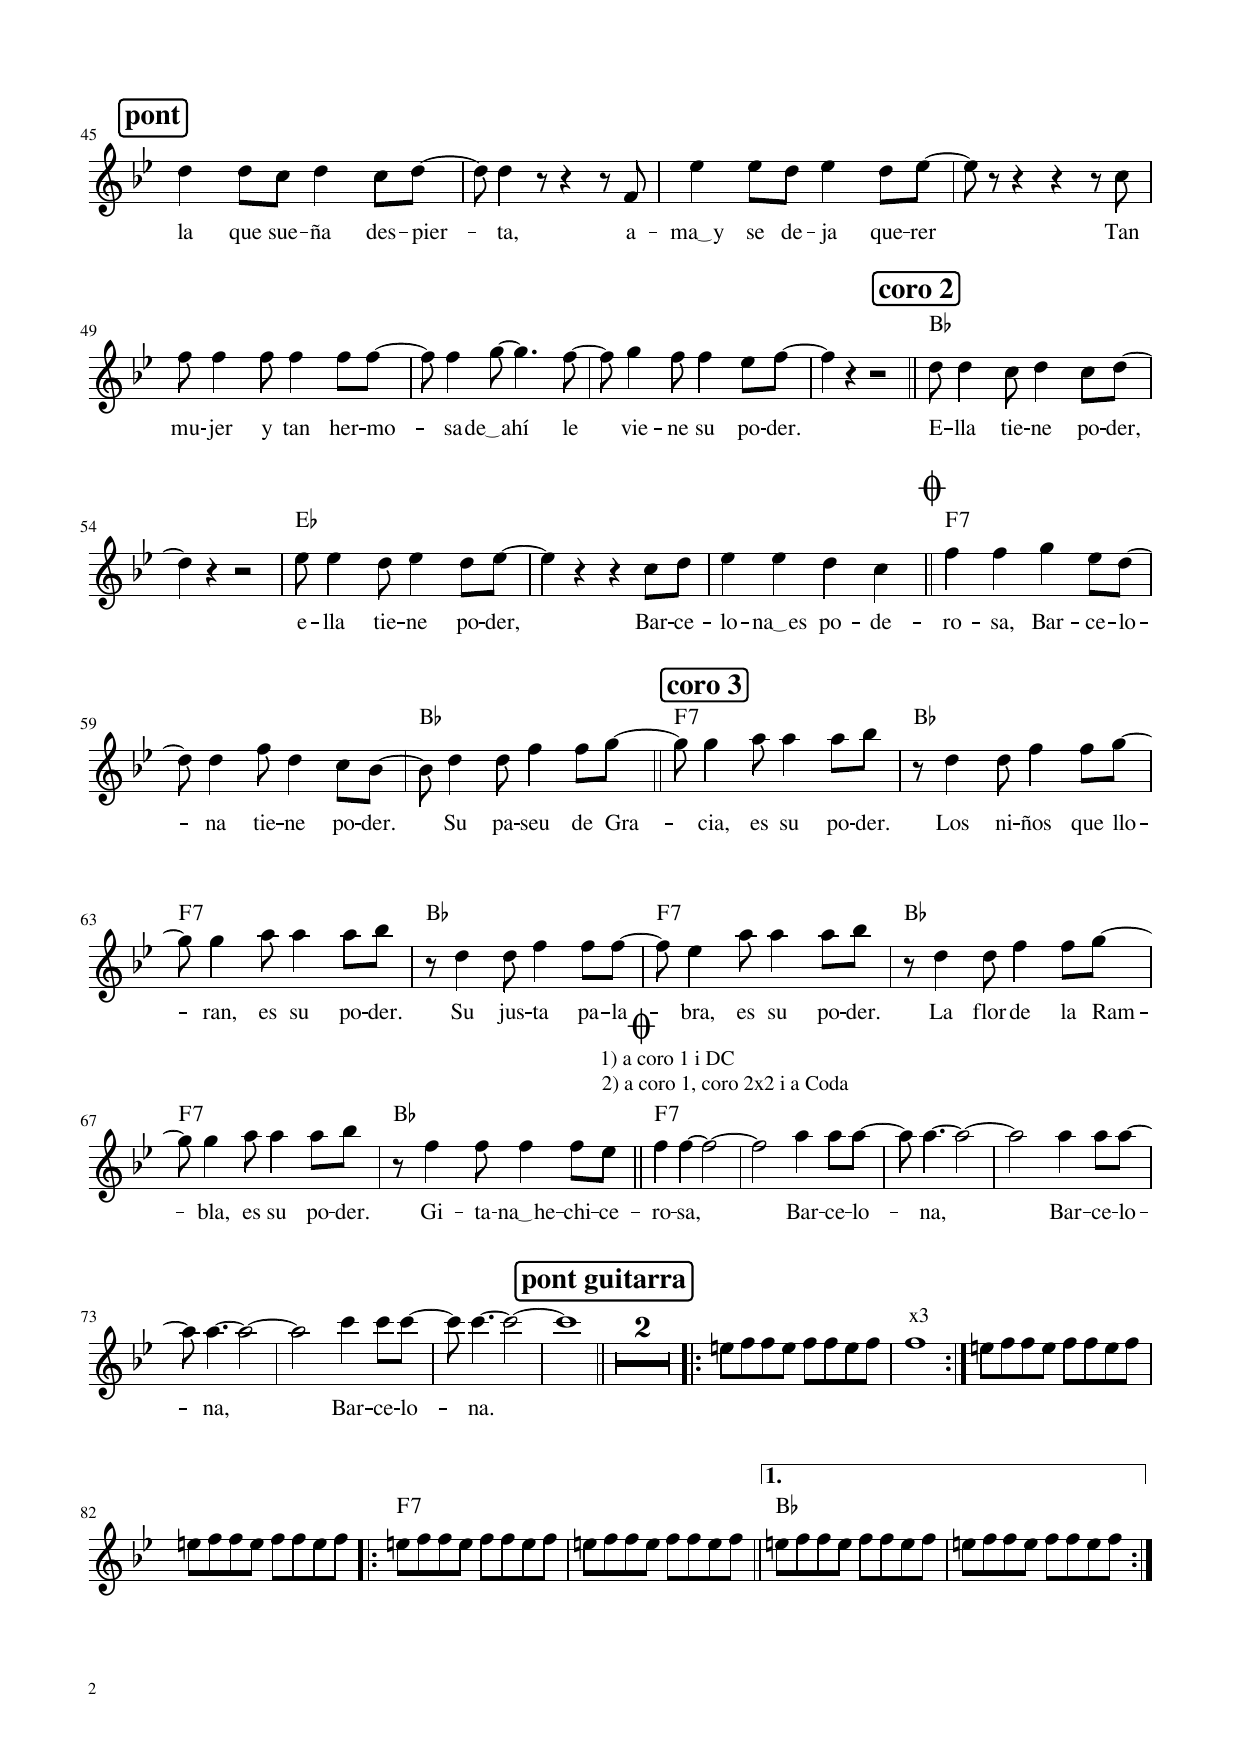 pont
45
la que sue-ña des-pier - ta, a - ma‿y se de-ja que-rer Tan
coro 2
B♭
49
mu-jer y tan her-mo - sa de‿ahí le vie-ne su po-der. E-lla tie-ne po-der,
E♭ F7
54
e-lla tie-ne po-der, Bar-ce-lo-na‿es po-de - ro - sa, Bar-ce-lo-
coro 3
B♭ F7 B♭
59
- na tie-ne po-der. Su pa-seu de Gra - cia, es su po-der. Los ni-ños que llo-
F7 B♭ F7 B♭
63
- ran, es su po-der. Su jus-ta pa-la - bra, es su po-der. La flor de la Ram-
1) a coro 1 i DC
2) a coro 1, coro 2x2 i a Coda
F7 B♭ F7
67
- bla, es su po-der. Gi - ta-na‿he-chi-ce - ro-sa, Bar-ce-lo - na, Bar-ce-lo-
pont guitarra
73
2 x3
- na, Bar-ce-lo - na.
1.
F7 B♭
82
2